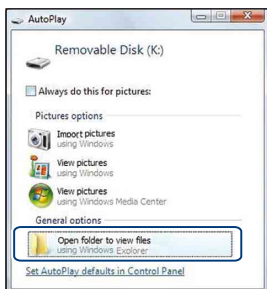 AutoPlay
Removable Disk (K:)
Always do this for pictures:
Pictures options
Import pictures
using Windows
View pictures
using Windows
View pictures
using Windows Media Center
General options
Open folder to view files
using Windows Explorer
Set AutoPlay defaults in Control Panel